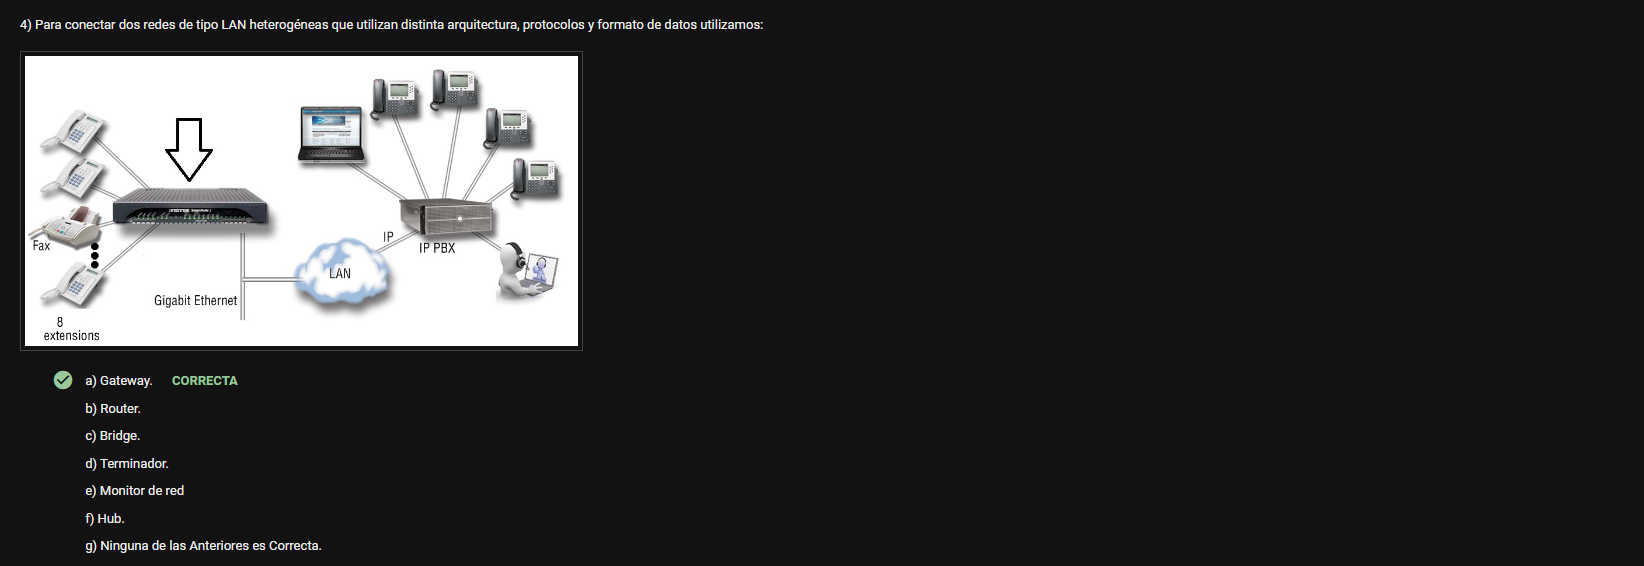 4) Para conectar dos redes de tipo LAN heterogéneas que utilizan distinta arquitectura, protocolos y formato de datos utilizamos:
Fax
8
extensions
Gigabit Ethernet
LAN
IP
IP PBX
a) Gateway. CORRECTA
b) Router.
c) Bridge.
d) Terminador.
e) Monitor de red
f) Hub.
g) Ninguna de las Anteriores es Correcta.